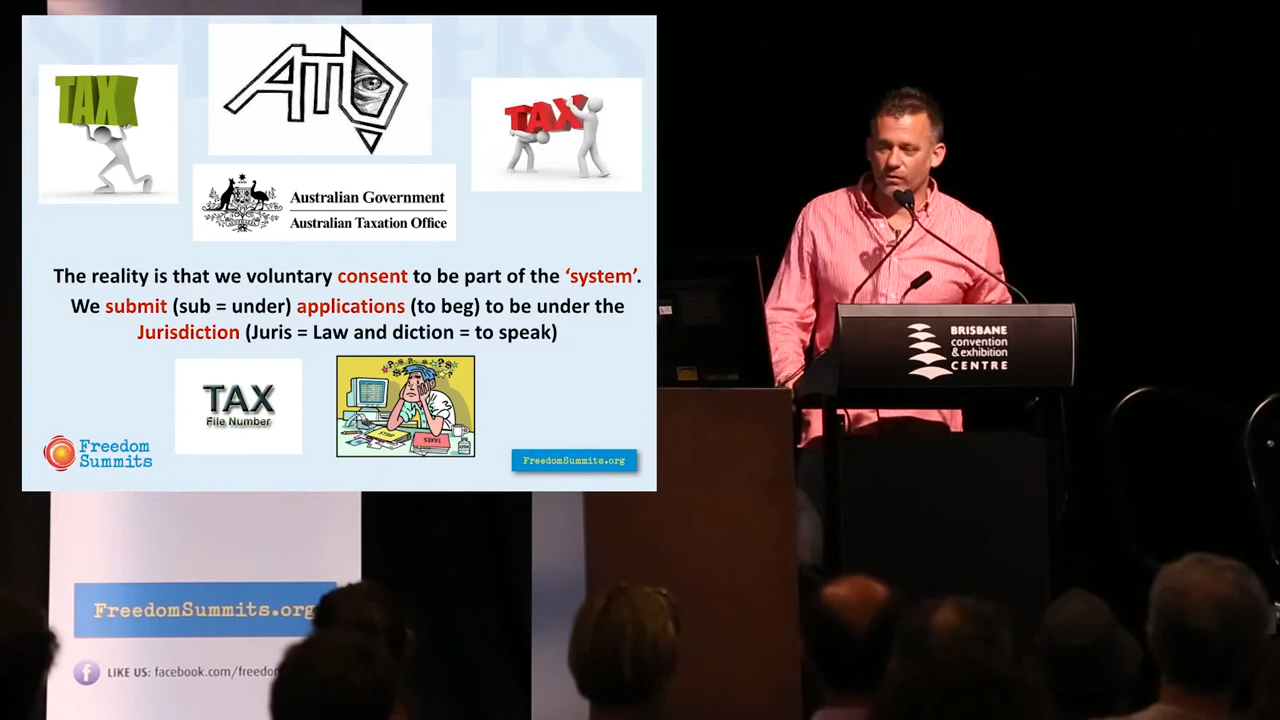 TAX
ATO
TAX
Australian Government
Australian Taxation Office
The reality is that we voluntary consent to be part of the ‘system’.
We submit (sub = under) applications (to beg) to be under the
Jurisdiction (Juris = Law and diction = to speak)
TAX
File Number
TAXES
Freedom
Summits
FreedomSummits.org
BRISBANE
convention
& exhibition
CENTRE
FreedomSummits.org
f LIKE US: facebook.com/freedo